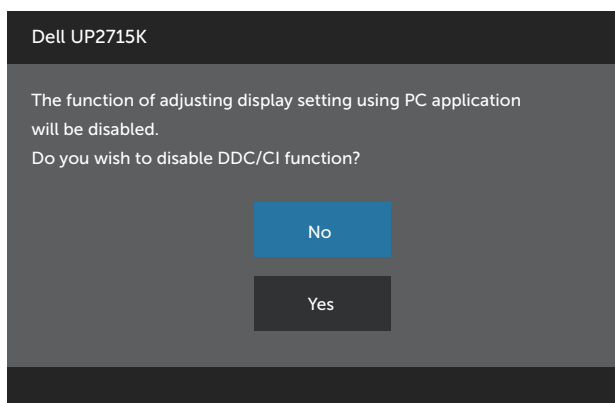 Dell UP2715K
The function of adjusting display setting using PC application
will be disabled.
Do you wish to disable DDC/CI function?
No
Yes